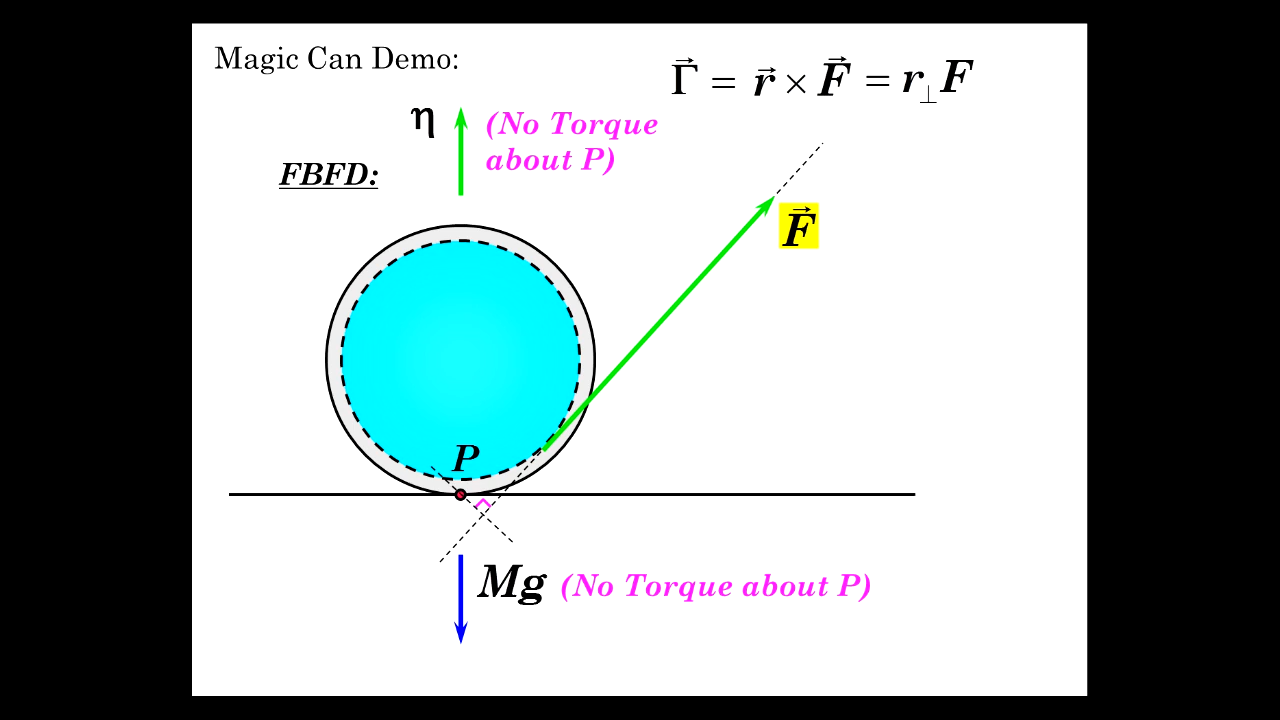 Magic Can Demo:
Γ⃗ = r⃗ × F⃗ = r⊥F
η
(No Torque
about P)
FBFD:
F⃗
P
Mg
(No Torque about P)